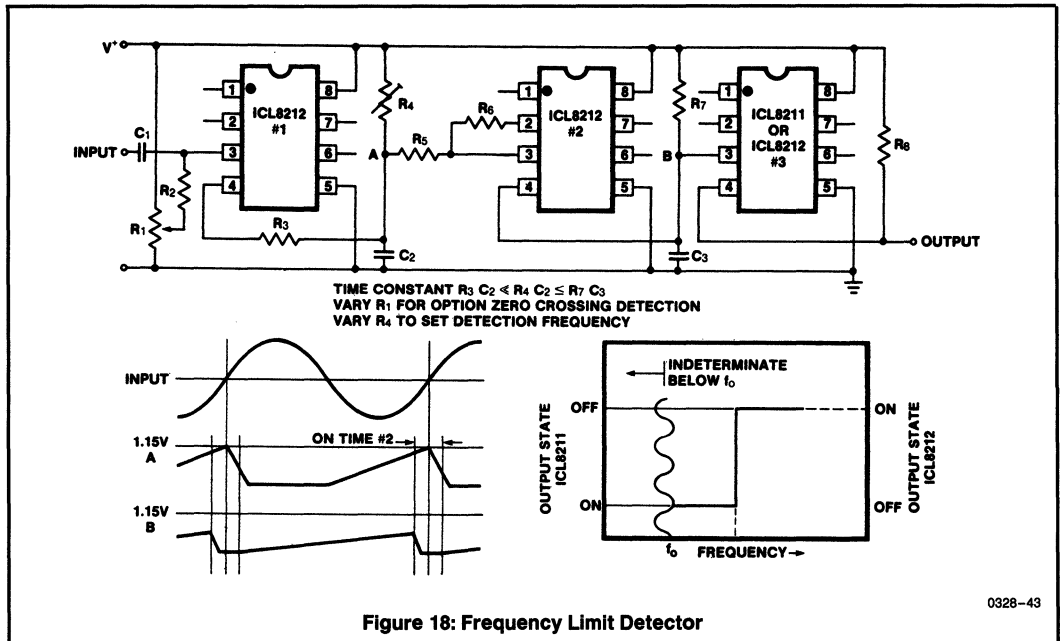 V+
1
2
3
4
8
7
6
5
ICL8212
#1
R4
R6
R5
A
1
2
3
4
8
7
6
5
ICL8212
#2
R7
B
1
2
3
4
8
7
6
5
ICL8211
OR
ICL8212
#3
R8
C1
INPUT
R2
R1
R3
C2
C3
OUTPUT
TIME CONSTANT R3 C2 ≪ R4 C2 ≤ R7 C3
VARY R1 FOR OPTION ZERO CROSSING DETECTION
VARY R4 TO SET DETECTION FREQUENCY
INPUT
1.15V
A
ON TIME #2
1.15V
B
INDETERMINATE
BELOW fo
OFF
ON
OUTPUT STATE
ICL8211
ON
OFF
OUTPUT STATE
ICL8212
fo
FREQUENCY→
0328–43
Figure 18: Frequency Limit Detector